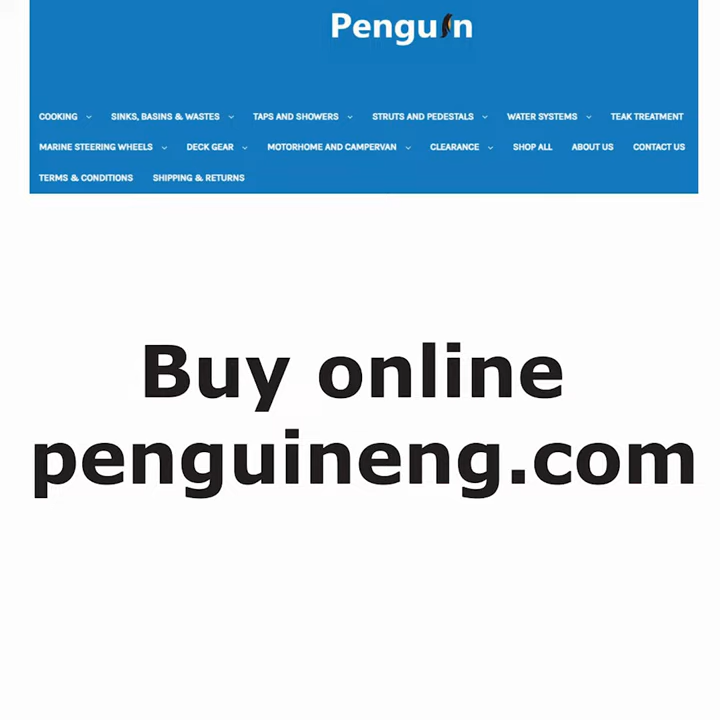 Penguin
COOKING SINKS, BASINS & WASTES TAPS AND SHOWERS STRUTS AND PEDESTALS WATER SYSTEMS TEAK TREATMENT
MARINE STEERING WHEELS DECK GEAR MOTORHOME AND CAMPERVAN CLEARANCE SHOP ALL ABOUT US CONTACT US
TERMS & CONDITIONS SHIPPING & RETURNS
Buy online
penguineng.com